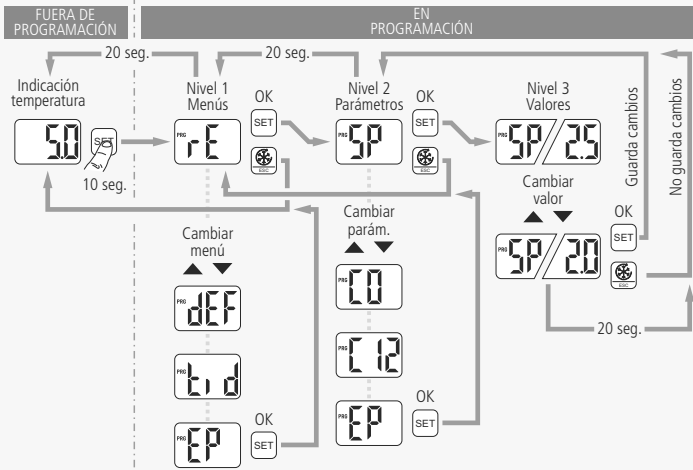 FUERA DE
PROGRAMACIÓN
EN
PROGRAMACIÓN
20 seg.
20 seg.
Indicación
temperatura
5.0
SET
10 seg.
Nivel 1
Menús
PRG rE
OK
SET
ESC
Nivel 2
Parámetros
PRG SP
OK
SET
ESC
Nivel 3
Valores
PRG SP/2.5
Cambiar
valor
PRG SP/2.0
OK
SET
ESC
Guarda cambios
No guarda cambios
20 seg.
Cambiar
menú
PRG dEF
PRG tid
PRG EP
OK
SET
Cambiar
parám.
PRG C0
PRG C12
PRG EP
OK
SET